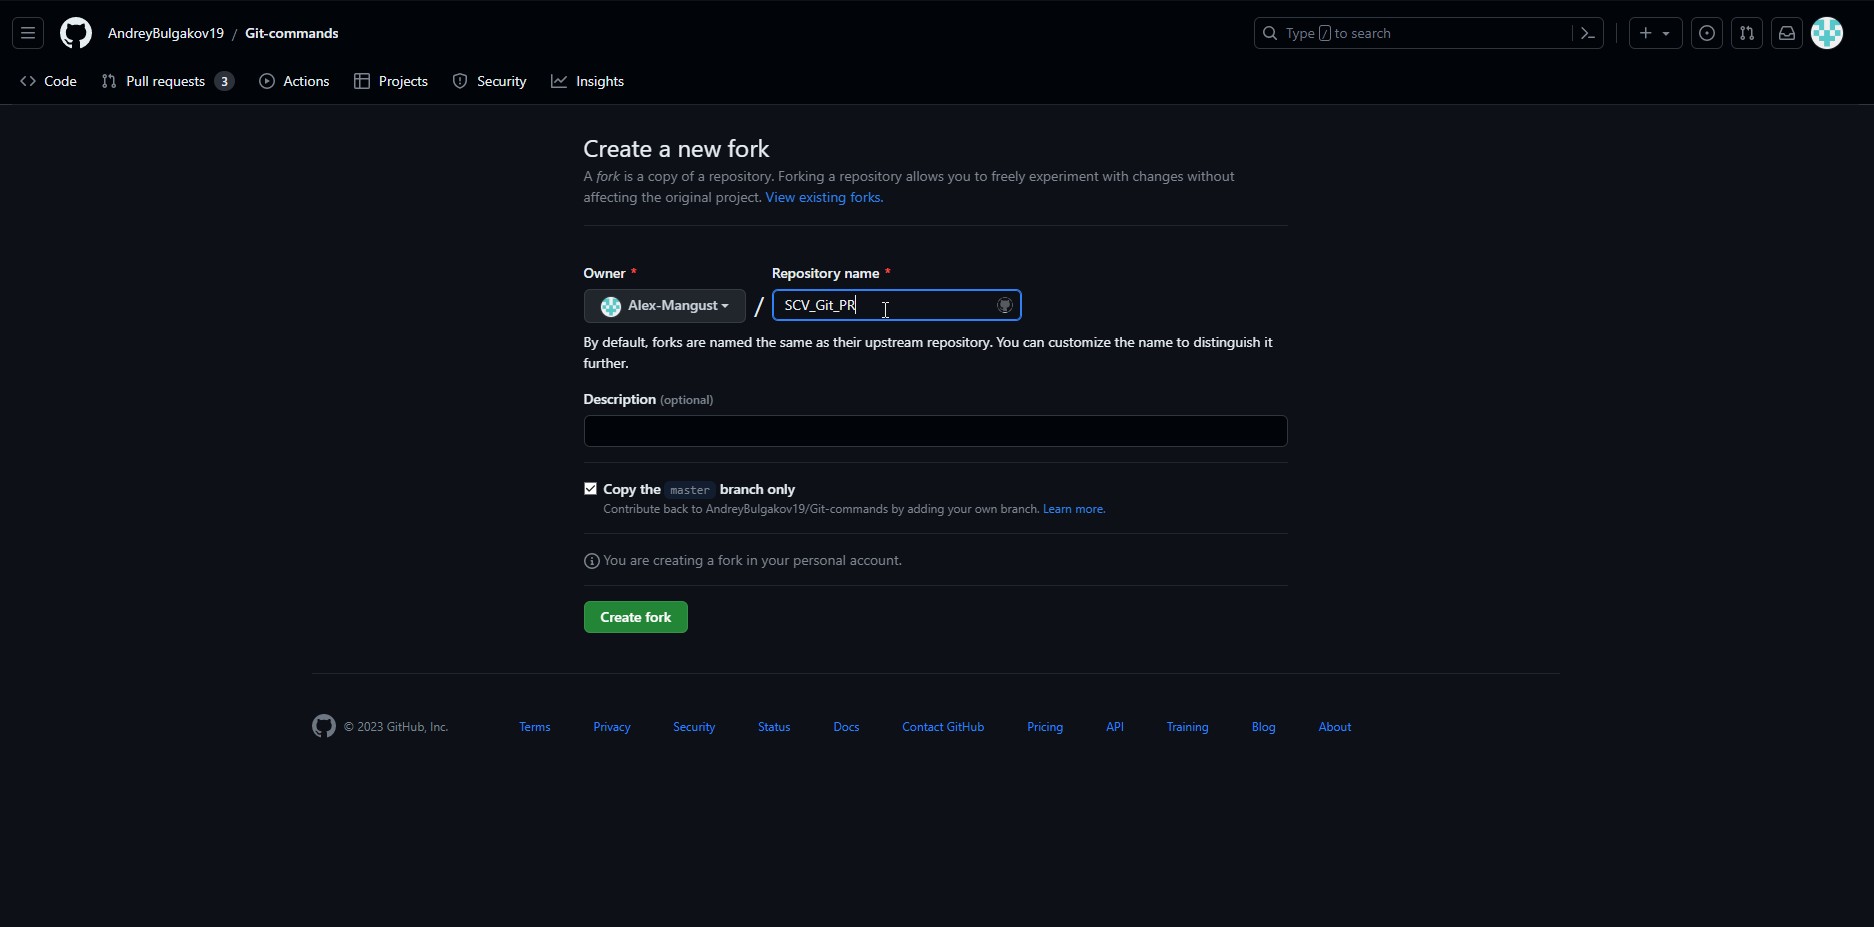 AndreyBulgakov19 / Git-commands
Type / to search
Code Pull requests 3 Actions Projects Security Insights
Create a new fork
A fork is a copy of a repository. Forking a repository allows you to freely experiment with changes without
affecting the original project. View existing forks.
Owner * Repository name *
Alex-Mangust / SCV_Git_PR
By default, forks are named the same as their upstream repository. You can customize the name to distinguish it
further.
Description (optional)
Copy the master branch only
Contribute back to AndreyBulgakov19/Git-commands by adding your own branch. Learn more.
You are creating a fork in your personal account.
Create fork
© 2023 GitHub, Inc. Terms Privacy Security Status Docs Contact GitHub Pricing API Training Blog About